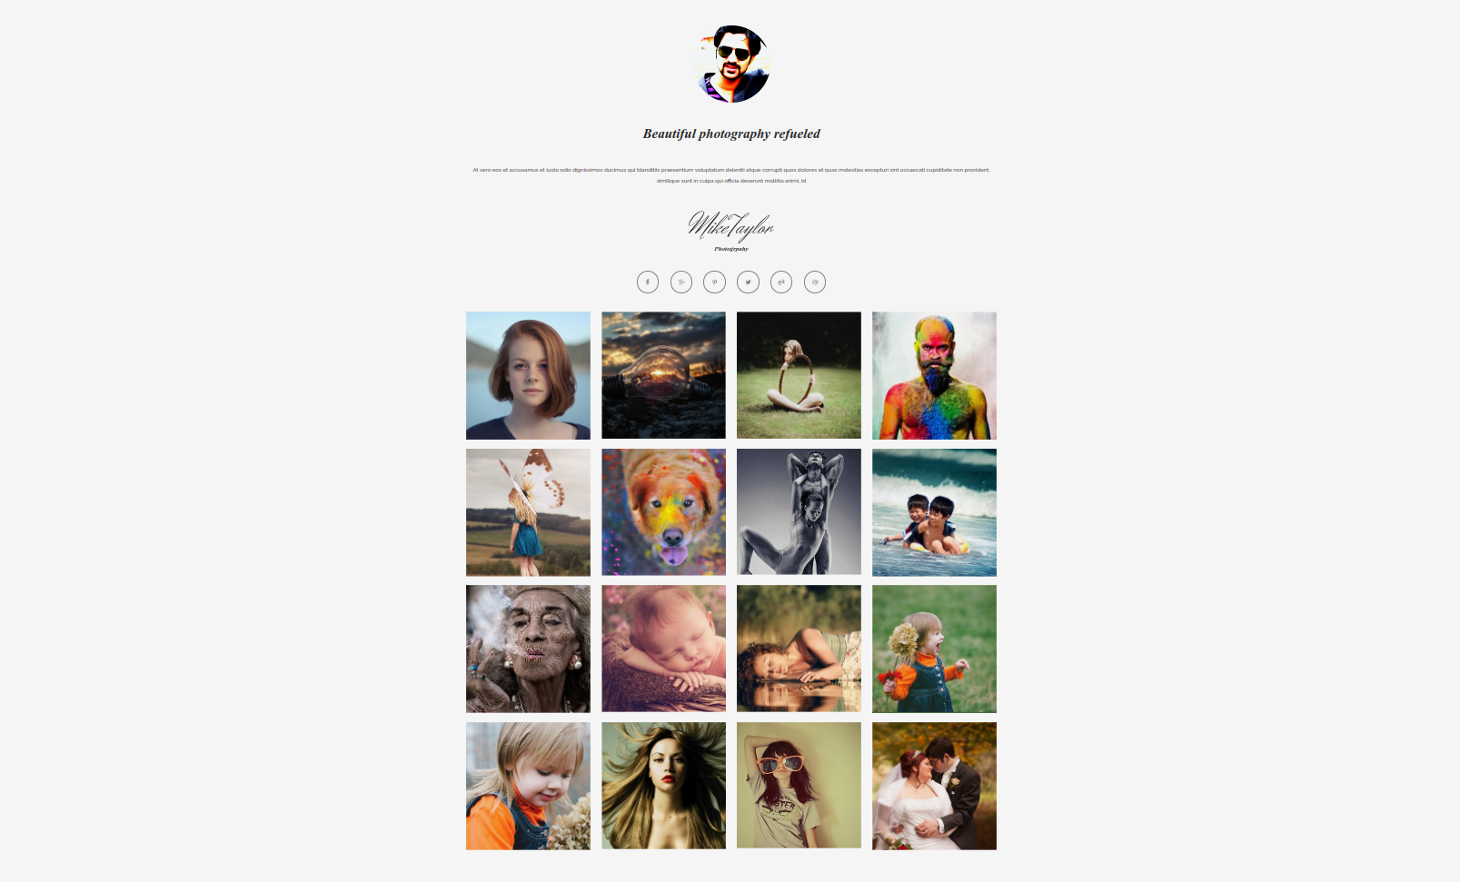 Beautiful photography refueled
At vero eos et accusamus et iusto odio dignissimos ducimus qui blanditiis praesentium voluptatum deleniti atque corrupti quos dolores et quas molestias excepturi sint occaecati cupiditate non provident,
similique sunt in culpa qui officia deserunt mollitia animi, id
MikeTaylor
Photogrpahy